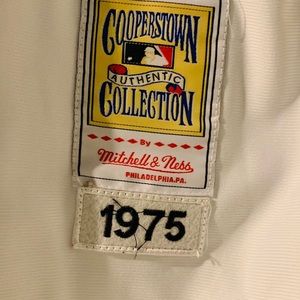 COOPERSTOWN
AUTHENTIC
COLLECTION
By
Mitchell & Ness
PHILADELPHIA.PA.
1975